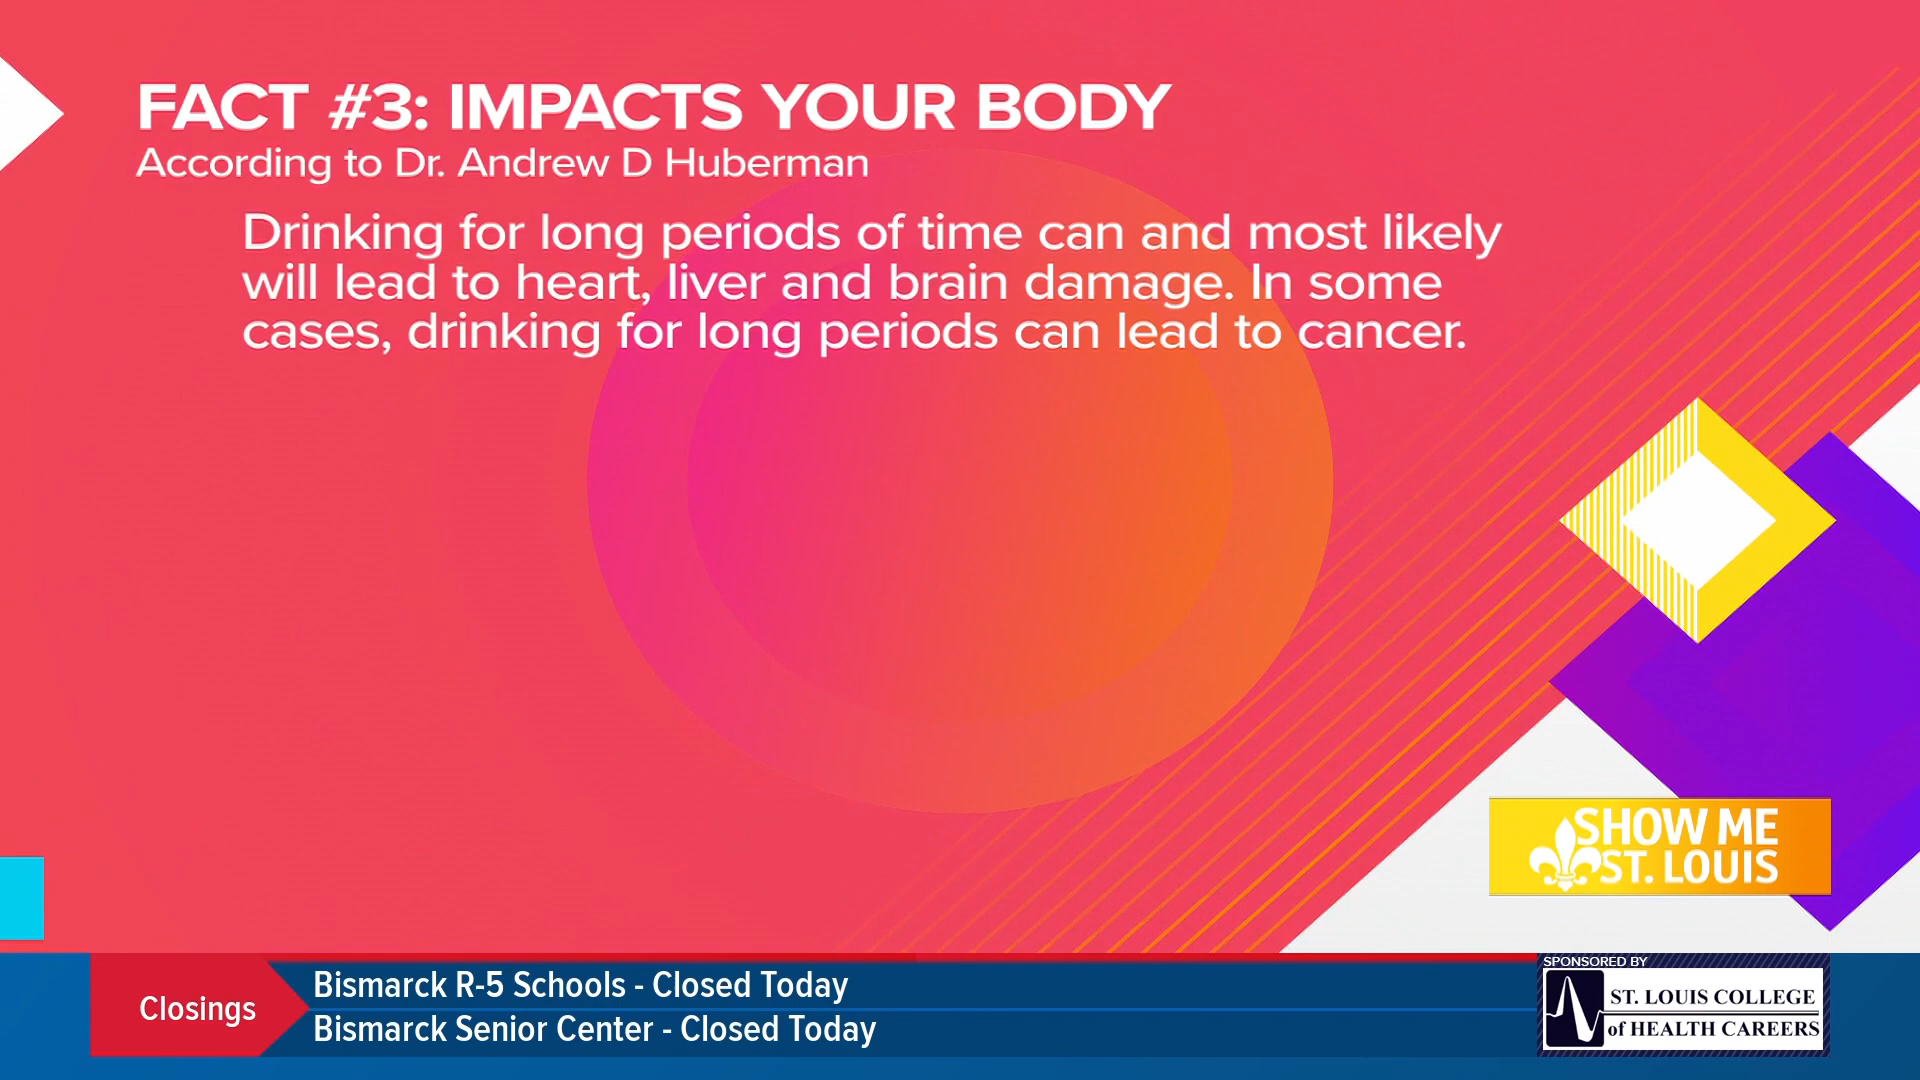 FACT #3: IMPACTS YOUR BODY
According to Dr. Andrew D Huberman
Drinking for long periods of time can and most likely
will lead to heart, liver and brain damage. In some
cases, drinking for long periods can lead to cancer.
SHOW ME
ST. LOUIS
Closings
Bismarck R-5 Schools - Closed Today
Bismarck Senior Center - Closed Today
SPONSORED BY
ST. LOUIS COLLEGE
of HEALTH CAREERS